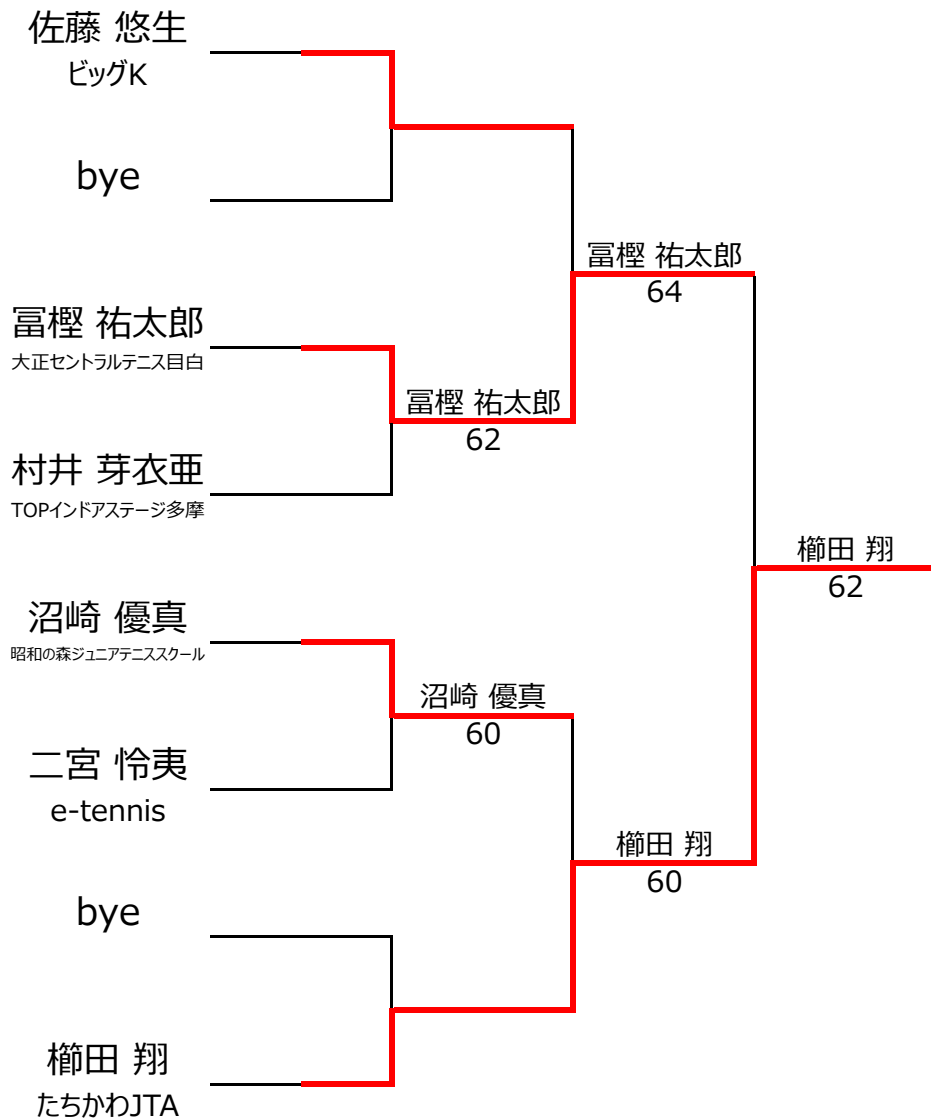 佐藤 悠生
ビッグK
bye
冨樫 祐太郎
大正セントラルテニス目白
村井 芽衣亜
TOPインドアステージ多摩
沼崎 優真
昭和の森ジュニアテニススクール
二宮 怜夷
e-tennis
bye
櫛田 翔
たちかわJTA
冨樫 祐太郎
62
沼崎 優真
60
冨樫 祐太郎
64
櫛田 翔
60
櫛田 翔
62